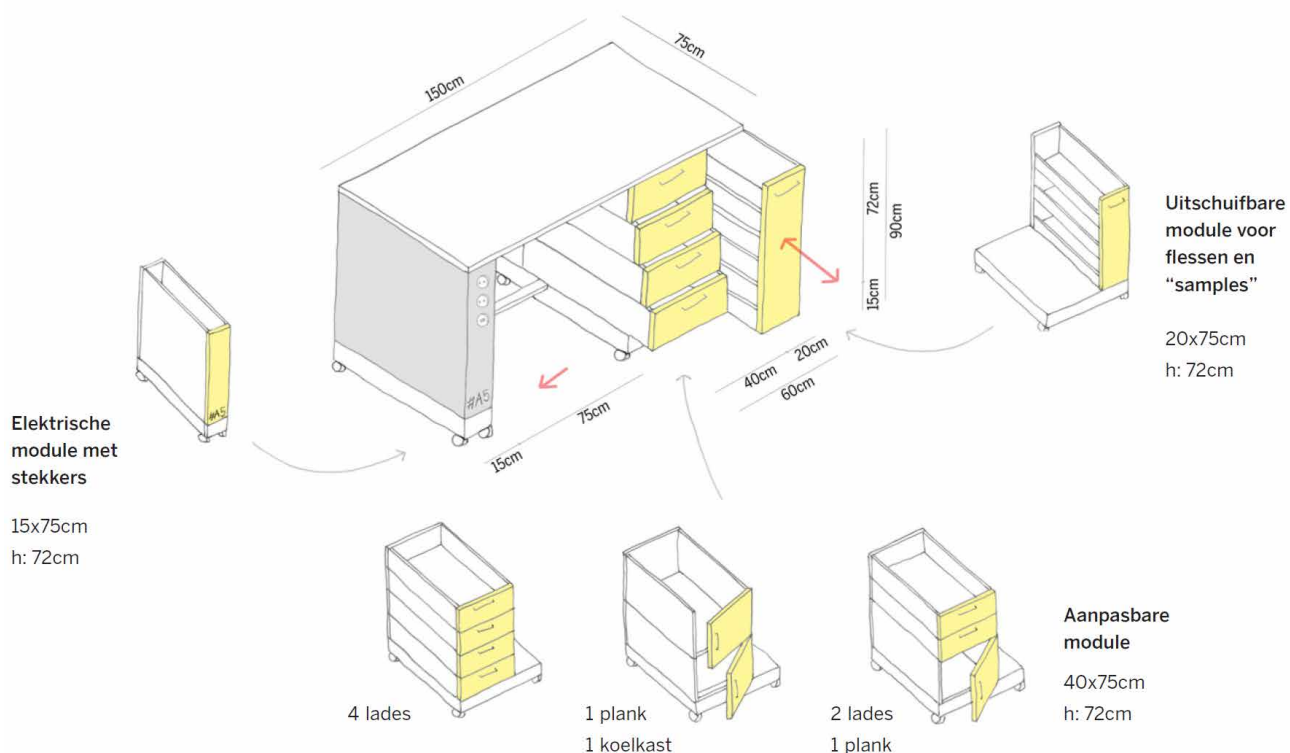 150cm
75cm
72cm
90cm
15cm
20cm
40cm
60cm
75cm
15cm
#A5
#A5
Elektrische
module met
stekkers
15x75cm
h: 72cm
Uitschuifbare
module voor
flessen en
“samples”
20x75cm
h: 72cm
4 lades
1 plank
1 koelkast
2 lades
1 plank
Aanpasbare
module
40x75cm
h: 72cm